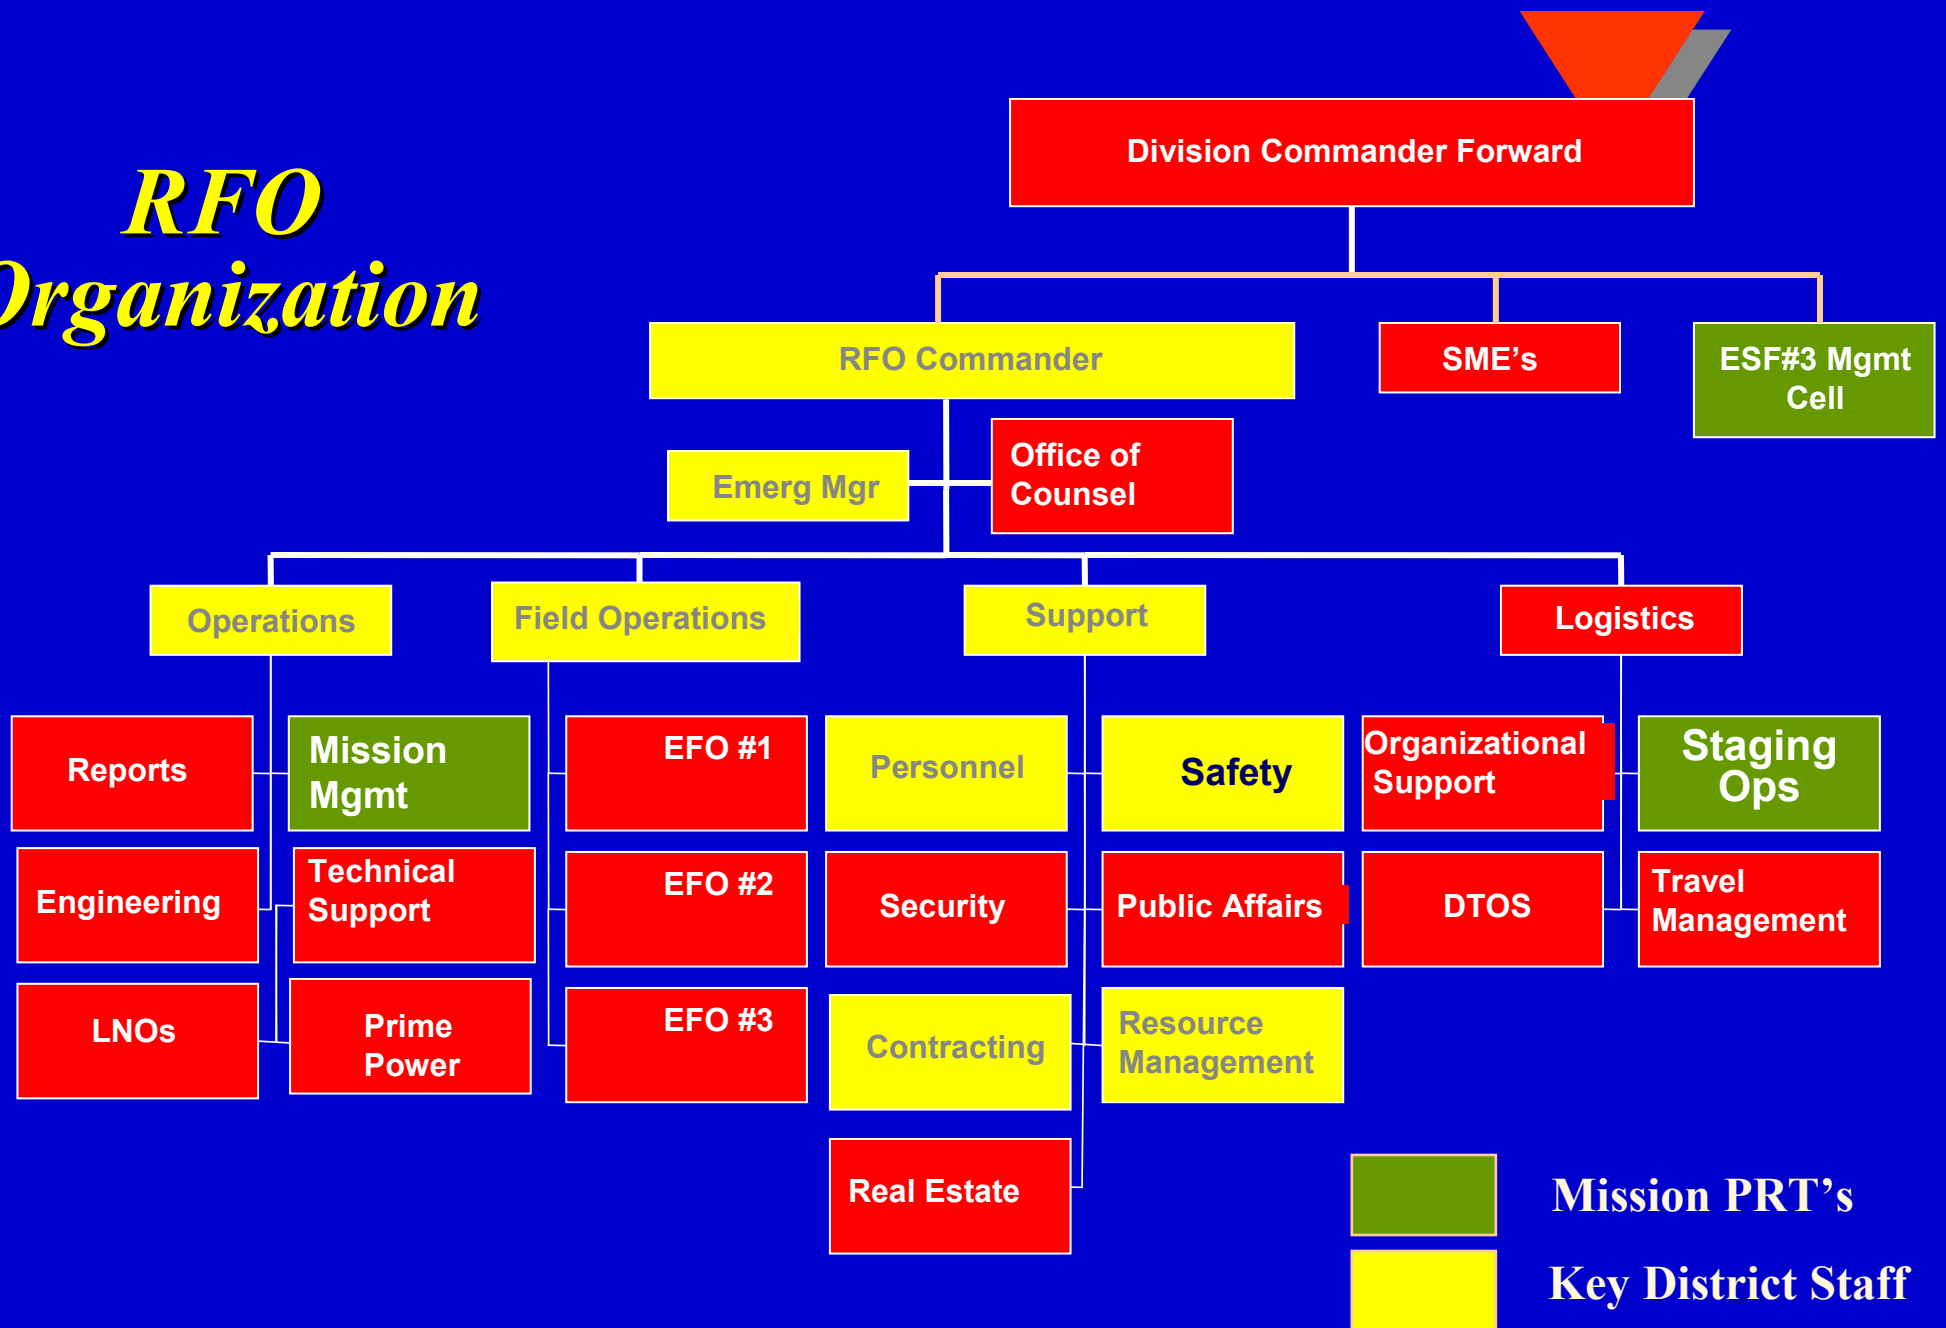 RFO
Organization
Division Commander Forward
RFO Commander
SME’s
ESF#3 Mgmt
Cell
Emerg Mgr
Office of
Counsel
Operations
Field Operations
Support
Logistics
Reports
Mission
Mgmt
EFO #1
Personnel
Safety
Organizational
Support
Staging
Ops
Engineering
Technical
Support
EFO #2
Security
Public Affairs
DTOS
Travel
Management
LNOs
Prime
Power
EFO #3
Contracting
Resource
Management
Real Estate
Mission PRT’s
Key District Staff